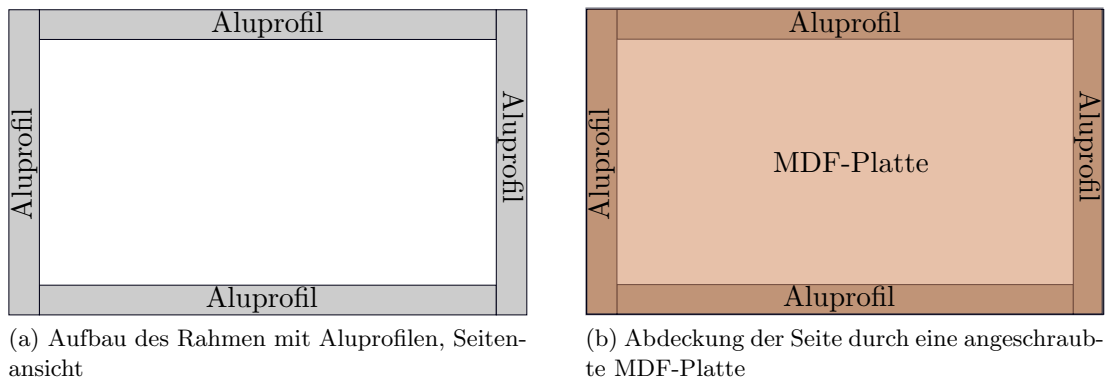 Aluprofil
Aluprofil
Aluprofil
Aluprofil
(a) Aufbau des Rahmen mit Aluprofilen, Seiten-
ansicht
Aluprofil
Aluprofil
MDF-Platte
Aluprofil
Aluprofil
(b) Abdeckung der Seite durch eine angeschraub-
te MDF-Platte